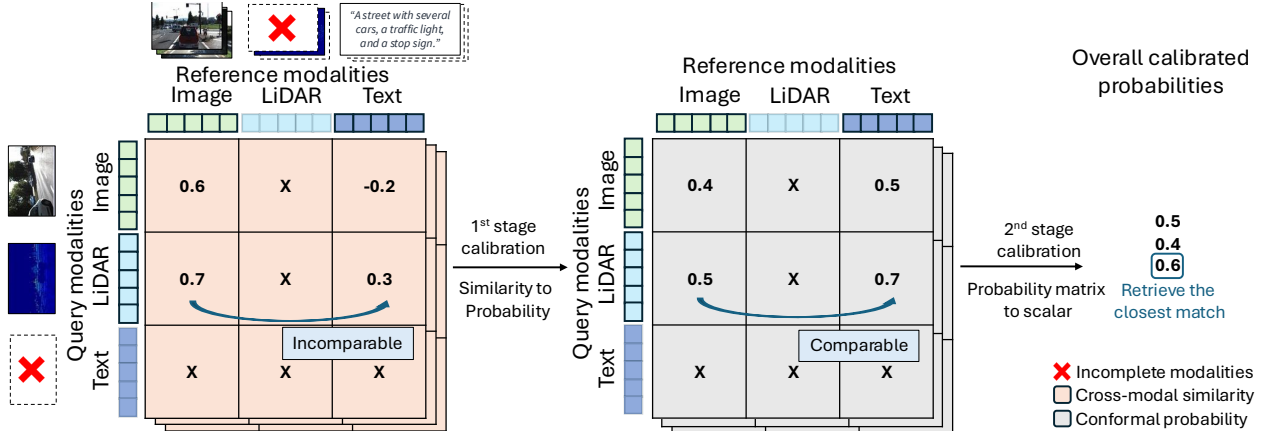 "A street with several
cars, a traffic light,
and a stop sign."
Reference modalities
Image LiDAR Text
Query modalities
Image
LiDAR
Text
0.6 X -0.2
0.7 X 0.3
Incomparable
X X X
1st stage
calibration
Similarity to
Probability
Reference modalities
Image LiDAR Text
Query modalities
Image
LiDAR
Text
0.4 X 0.5
0.5 X 0.7
Comparable
X X X
2nd stage
calibration
Probability matrix
to scalar
Overall calibrated
probabilities
0.5
0.4
0.6
Retrieve the
closest match
Incomplete modalities
Cross-modal similarity
Conformal probability